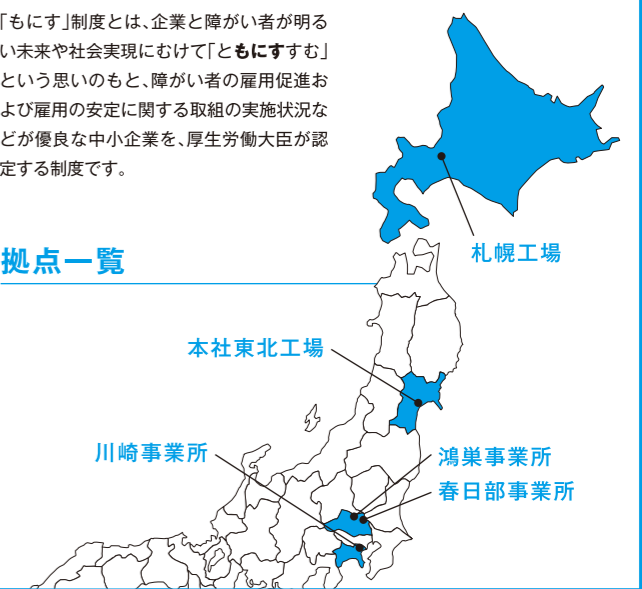 「もにす」制度とは、企業と障がい者が明る
い未来や社会実現にむけて「ともにすすむ」
という思いのもと、障がい者の雇用促進お
よび雇用の安定に関する取組の実施状況な
どが優良な中小企業を、厚生労働大臣が認
定する制度です。
拠点一覧
札幌工場
本社東北工場
川崎事業所
鴻巣事業所
春日部事業所